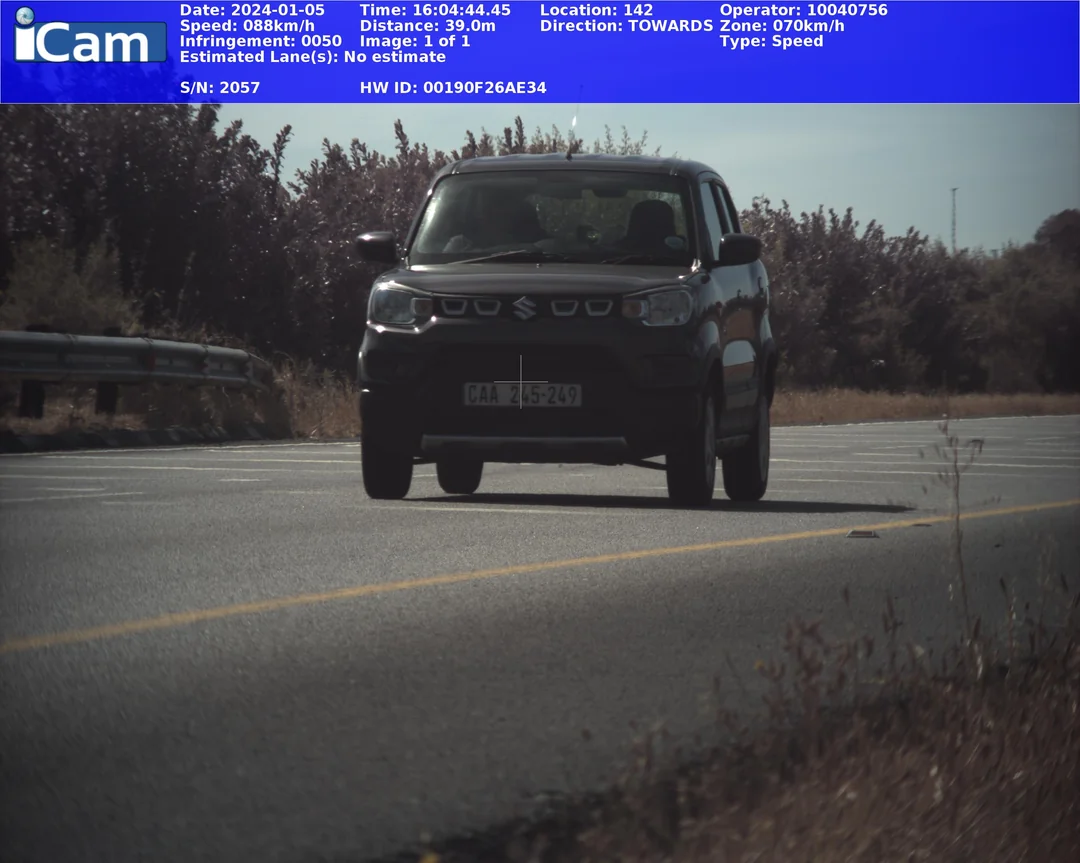 iCam
Date: 2024-01-05 Time: 16:04:44.45 Location: 142 Operator: 10040756
Speed: 088km/h Distance: 39.0m Direction: TOWARDS Zone: 070km/h
Infringement: 0050 Image: 1 of 1 Type: Speed
Estimated Lane(s): No estimate
S/N: 2057 HW ID: 00190F26AE34
CAA 245-249